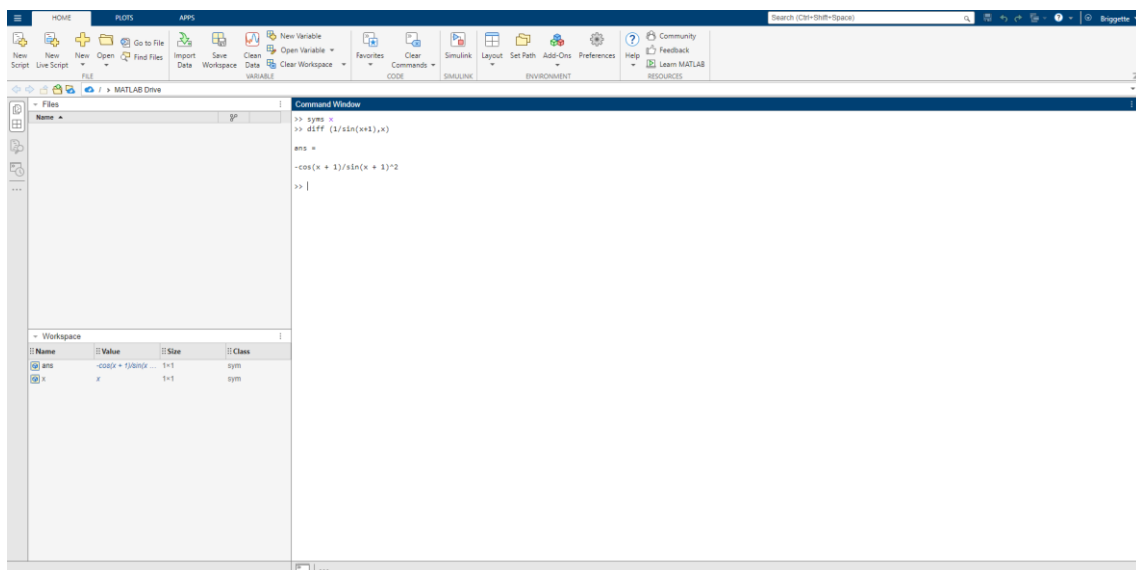 HOME PLOTS APPS
Search (Ctrl+Shift+Space)
Briggette
New Script
New Live Script
New
Open
Go to File
Find Files
Import Data
Save Workspace
Clean Data
New Variable
Open Variable
Clear Workspace
Favorites
Clear Commands
Simulink
Layout
Set Path
Add-Ons
Preferences
Help
Community
Feedback
Learn MATLAB
FILE VARIABLE CODE SIMULINK ENVIRONMENT RESOURCES
/ › MATLAB Drive
Files
Name
Command Window
>> syms x
>> diff (1/sin(x+1),x)
ans =
-cos(x + 1)/sin(x + 1)^2
>>
Workspace
Name Value Size Class
ans -cos(x + 1)/sin(x ... 1×1 sym
x x 1×1 sym